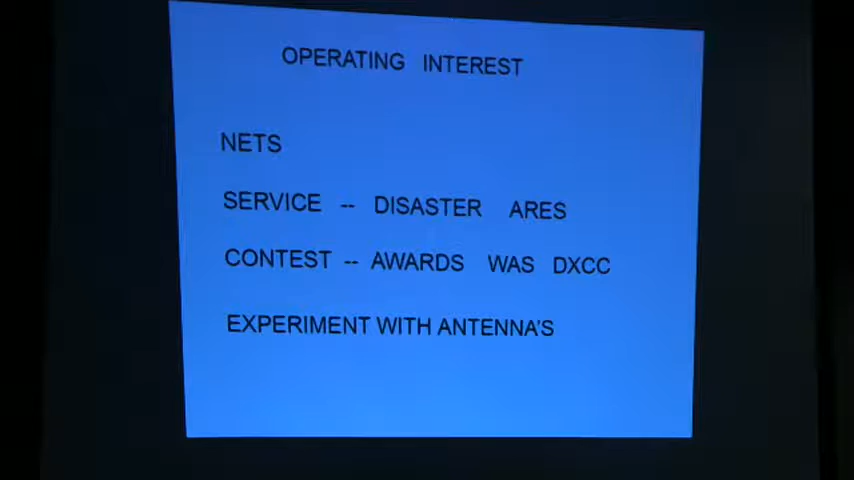 OPERATING INTEREST
NETS
SERVICE -- DISASTER ARES
CONTEST -- AWARDS WAS DXCC
EXPERIMENT WITH ANTENNA'S